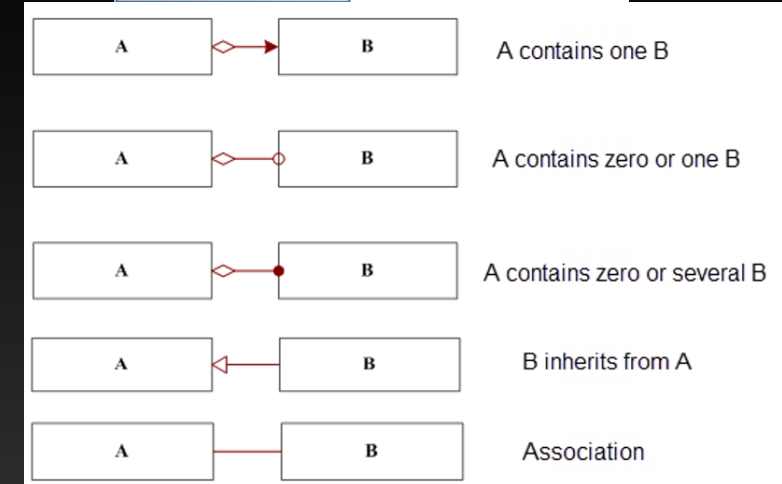 A B A contains one B
A B A contains zero or one B
A B A contains zero or several B
A B B inherits from A
A B Association